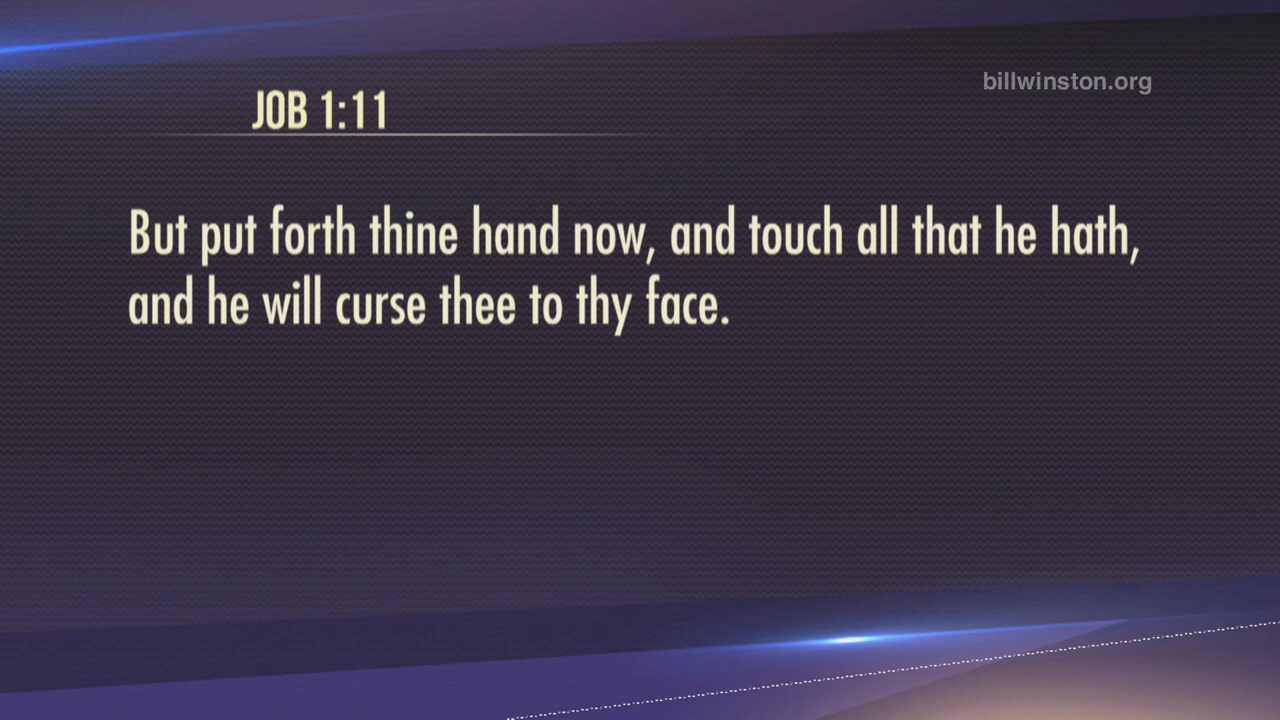 billwinston.org
JOB 1:11
But put forth thine hand now, and touch all that he hath,
and he will curse thee to thy face.